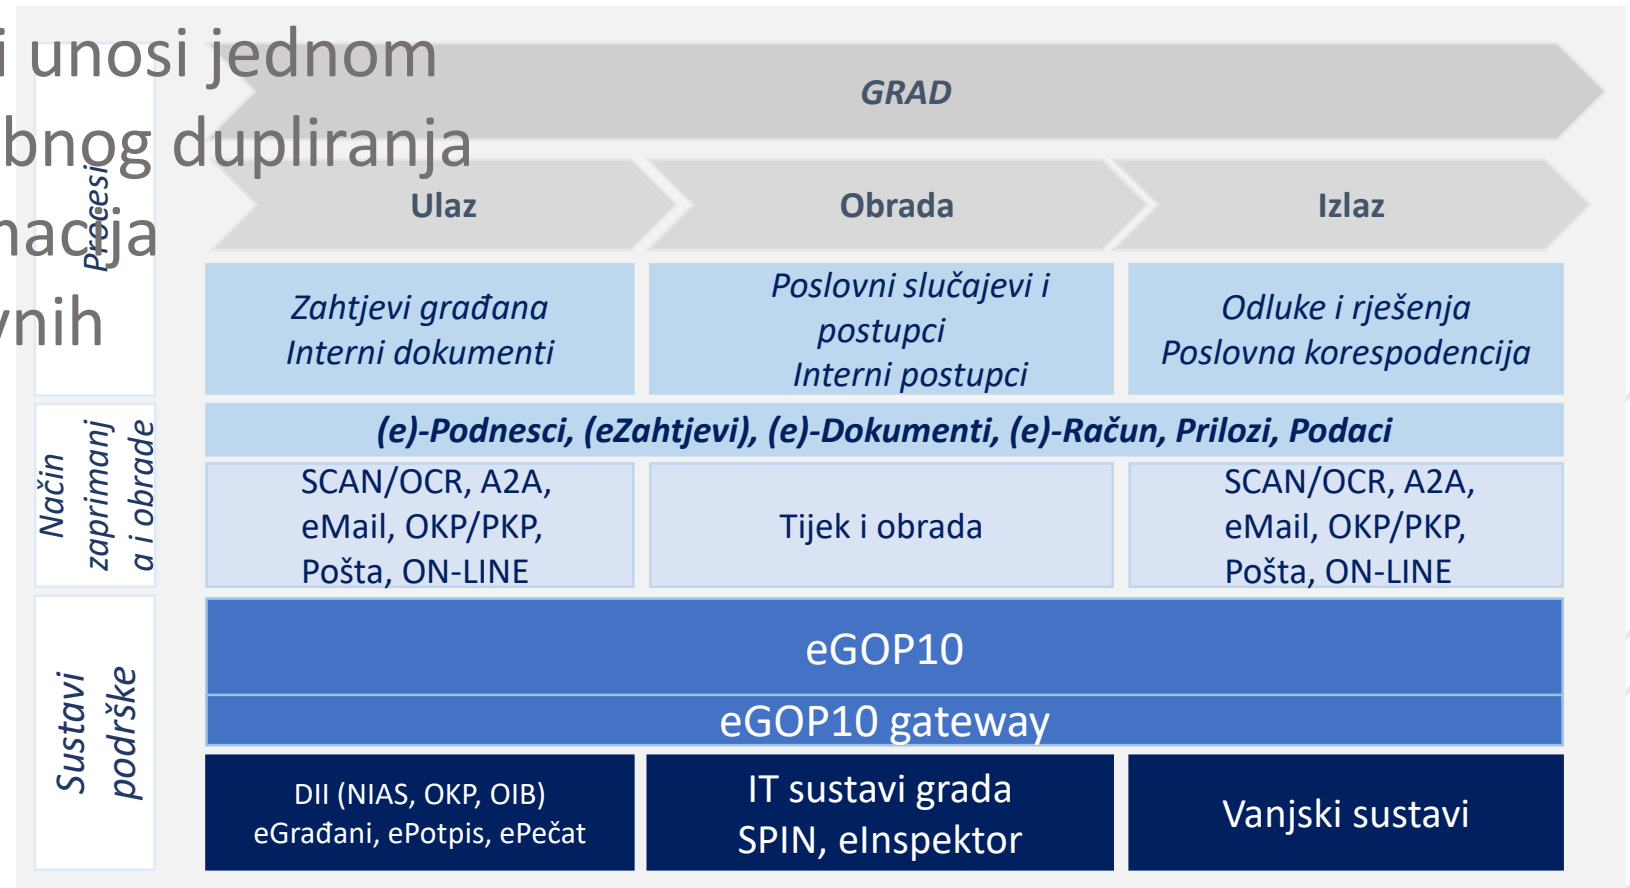 i unosi jednom
bnog dupliranja
macija
vnih
GRAD
Procesi
Ulaz
Obrada
Izlaz
Zahtjevi građana
Interni dokumenti
Poslovni slučajevi i
postupci
Interni postupci
Odluke i rješenja
Poslovna korespodencija
Način
zaprimanj
a i obrade
(e)-Podnesci, (eZahtjevi), (e)-Dokumenti, (e)-Račun, Prilozi, Podaci
SCAN/OCR, A2A,
eMail, OKP/PKP,
Pošta, ON-LINE
Tijek i obrada
SCAN/OCR, A2A,
eMail, OKP/PKP,
Pošta, ON-LINE
Sustavi
podrške
eGOP10
eGOP10 gateway
DII (NIAS, OKP, OIB)
eGrađani, ePotpis, ePečat
IT sustavi grada
SPIN, eInspektor
Vanjski sustavi